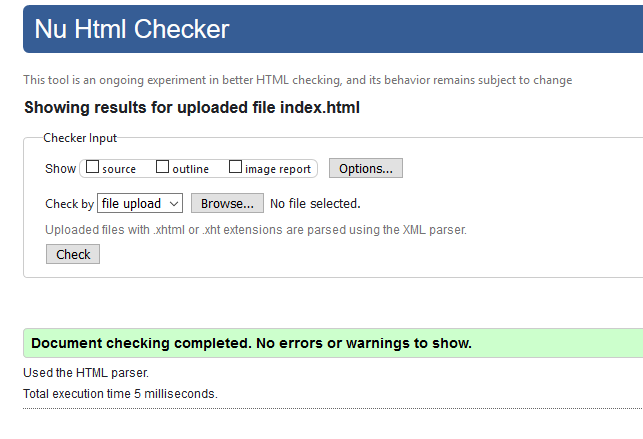 Nu Html Checker
This tool is an ongoing experiment in better HTML checking, and its behavior remains subject to change
Showing results for uploaded file index.html
Checker Input
Show source outline image report Options...
Check by file upload Browse... No file selected.
Uploaded files with .xhtml or .xht extensions are parsed using the XML parser.
Check
Document checking completed. No errors or warnings to show.
Used the HTML parser.
Total execution time 5 milliseconds.